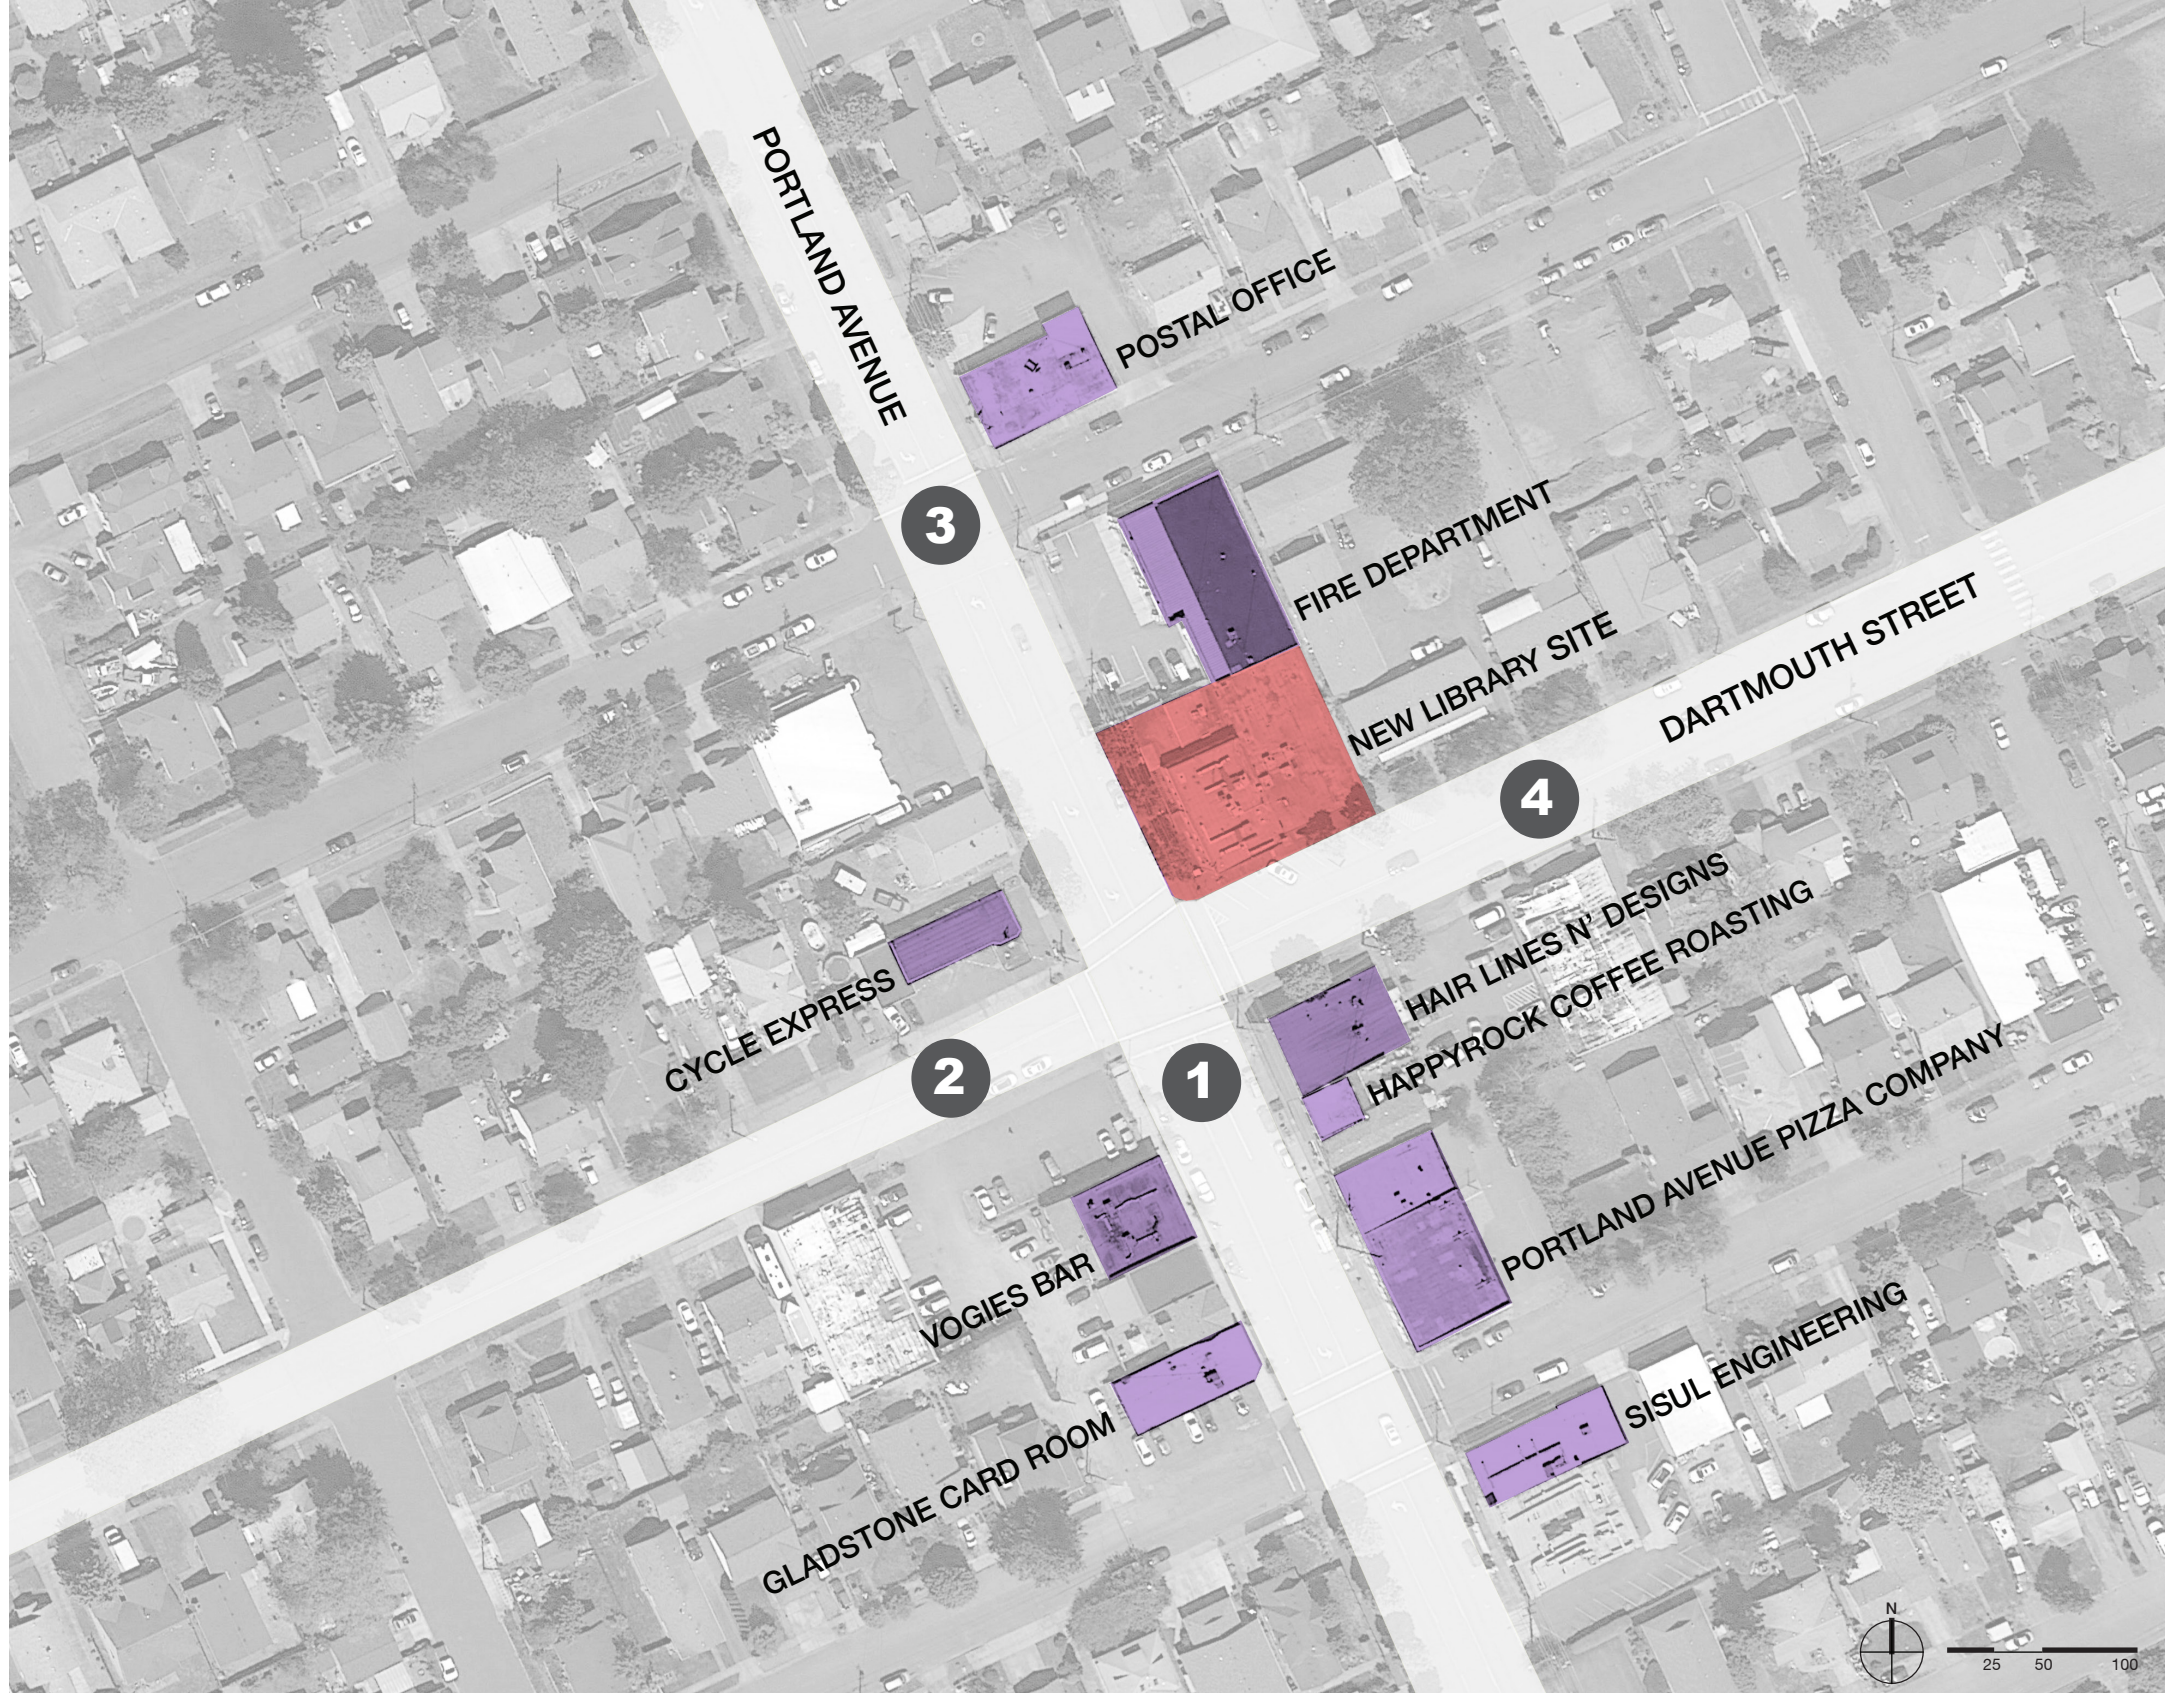 PORTLAND AVENUE
POSTAL OFFICE
3
FIRE DEPARTMENT
NEW LIBRARY SITE
DARTMOUTH STREET
4
CYCLE EXPRESS
2
1
HAIR LINES N' DESIGNS
HAPPYROCK COFFEE ROASTING
PORTLAND AVENUE PIZZA COMPANY
VOGIES BAR
SISUL ENGINEERING
GLADSTONE CARD ROOM
N
25 50 100